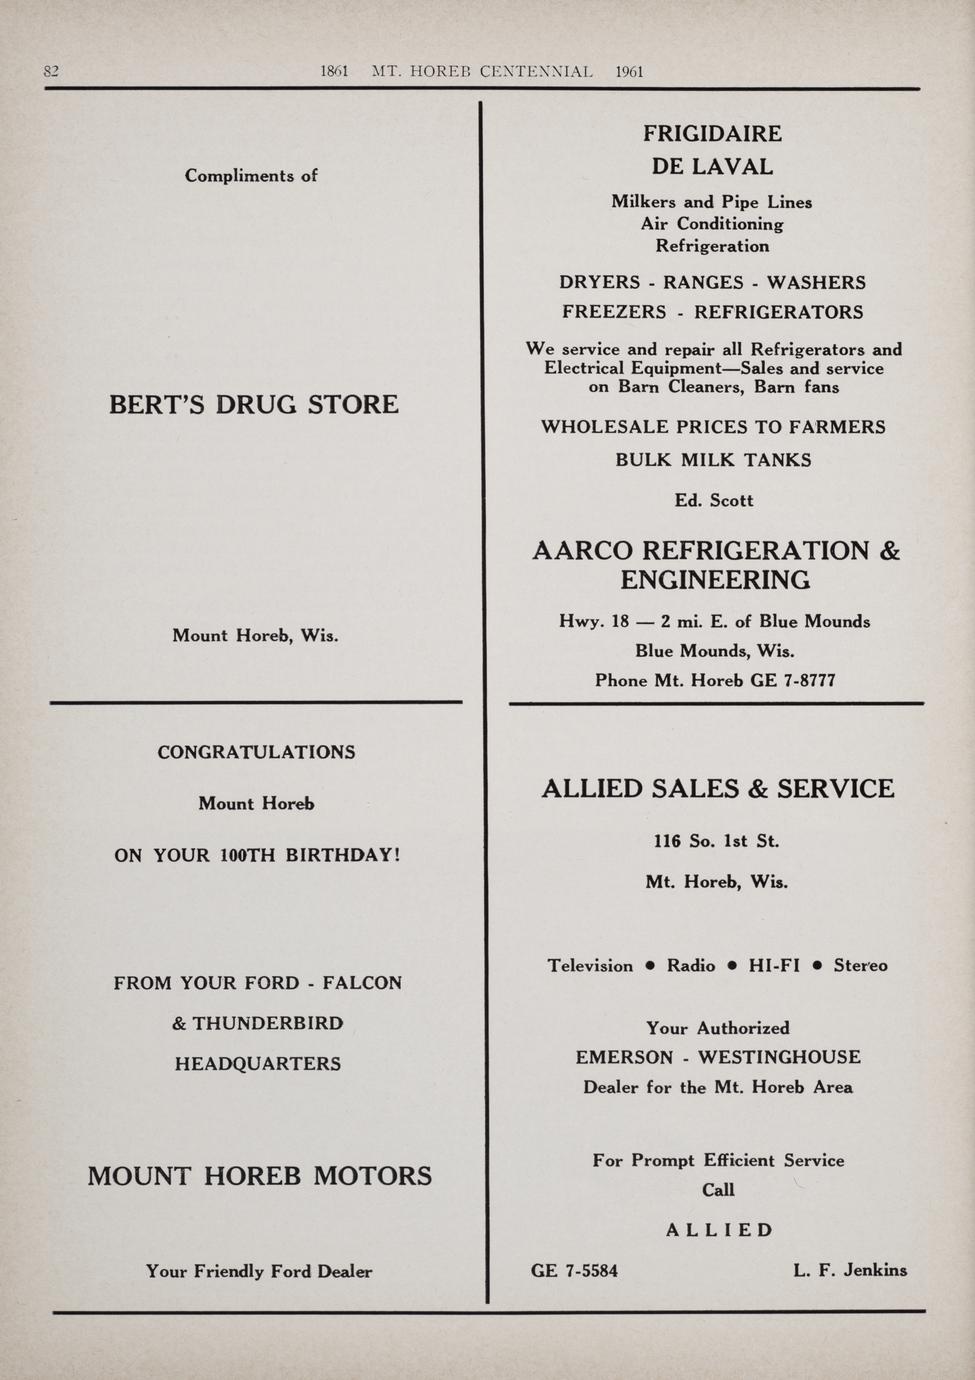 82
1861 MT. HOREB CENTENNIAL 1961
Compliments of
BERT'S DRUG STORE
Mount Horeb, Wis.
CONGRATULATIONS
Mount Horeb
ON YOUR 100TH BIRTHDAY!
FROM YOUR FORD - FALCON
& THUNDERBIRD
HEADQUARTERS
MOUNT HOREB MOTORS
Your Friendly Ford Dealer
FRIGIDAIRE
DE LAVAL
Milkers and Pipe Lines
Air Conditioning
Refrigeration
DRYERS - RANGES - WASHERS
FREEZERS - REFRIGERATORS
We service and repair all Refrigerators and
Electrical Equipment—Sales and service
on Barn Cleaners, Barn fans
WHOLESALE PRICES TO FARMERS
BULK MILK TANKS
Ed. Scott
AARCO REFRIGERATION &
ENGINEERING
Hwy. 18 — 2 mi. E. of Blue Mounds
Blue Mounds, Wis.
Phone Mt. Horeb GE 7-8777
ALLIED SALES & SERVICE
116 So. 1st St.
Mt. Horeb, Wis.
Television ● Radio ● HI-FI ● Stereo
Your Authorized
EMERSON - WESTINGHOUSE
Dealer for the Mt. Horeb Area
For Prompt Efficient Service
Call
A L L I E D
GE 7-5584 L. F. Jenkins